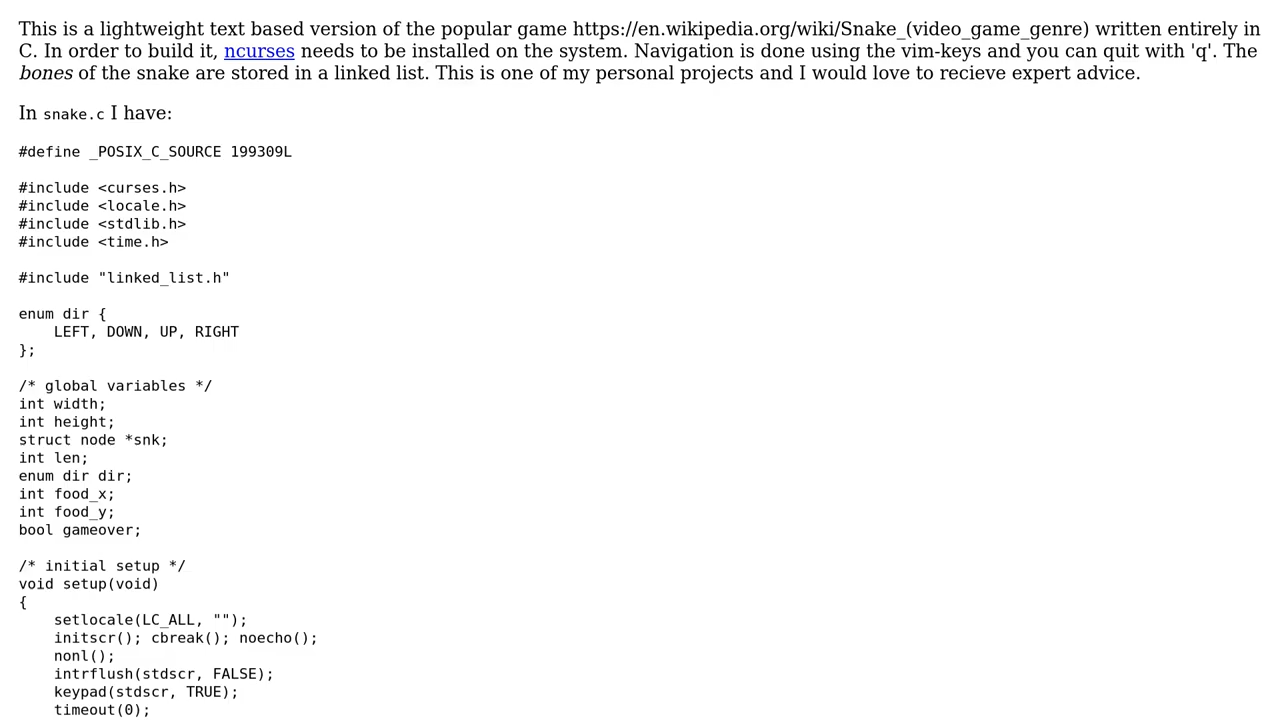 This is a lightweight text based version of the popular game https://en.wikipedia.org/wiki/Snake_(video_game_genre) written entirely in
C. In order to build it, ncurses needs to be installed on the system. Navigation is done using the vim-keys and you can quit with 'q'. The
bones of the snake are stored in a linked list. This is one of my personal projects and I would love to recieve expert advice.
In snake.c I have:
#define _POSIX_C_SOURCE 199309L
#include <curses.h>
#include <locale.h>
#include <stdlib.h>
#include <time.h>
#include "linked_list.h"
enum dir {
    LEFT, DOWN, UP, RIGHT
};
/* global variables */
int width;
int height;
struct node *snk;
int len;
enum dir dir;
int food_x;
int food_y;
bool gameover;
/* initial setup */
void setup(void)
{
    setlocale(LC_ALL, "");
    initscr(); cbreak(); noecho();
    nonl();
    intrflush(stdscr, FALSE);
    keypad(stdscr, TRUE);
    timeout(0);